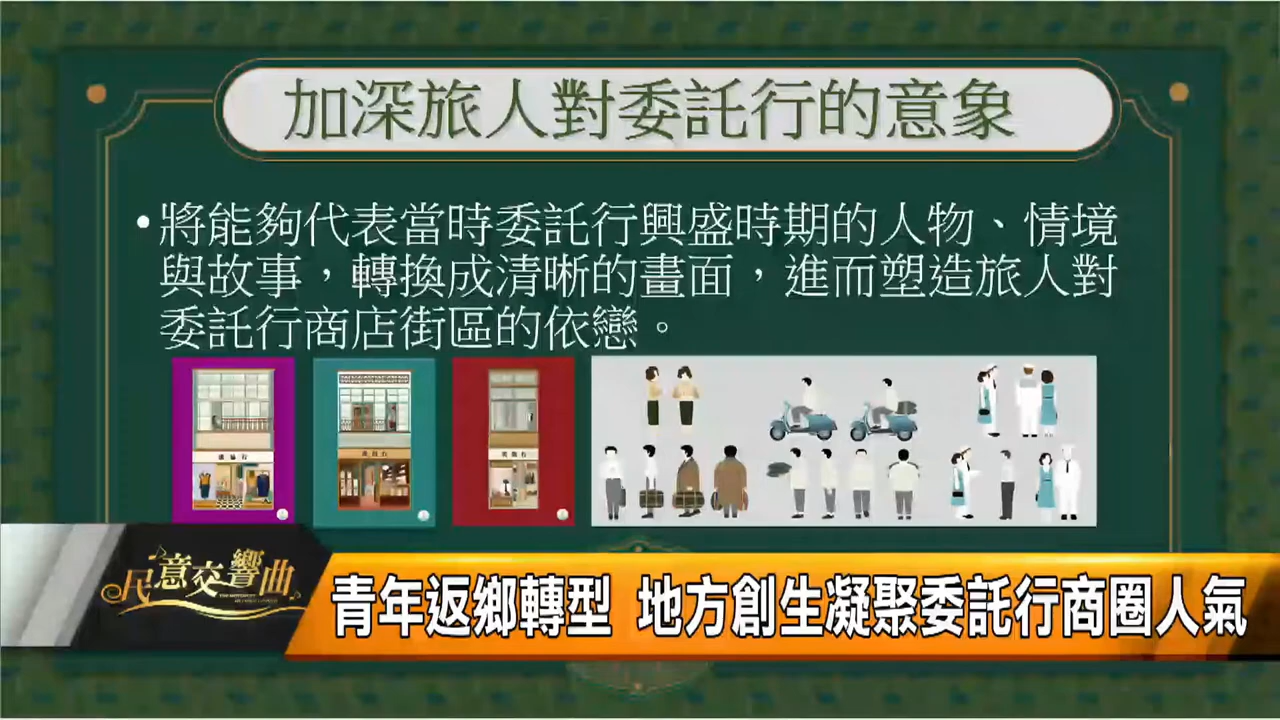 加深旅人對委託行的意象
•將能夠代表當時委託行興盛時期的人物、情境
與故事，轉換成清晰的畫面，進而塑造旅人對
委託行商店街區的依戀。
民意交響曲
青年返鄉轉型 地方創生凝聚委託行商圈人氣